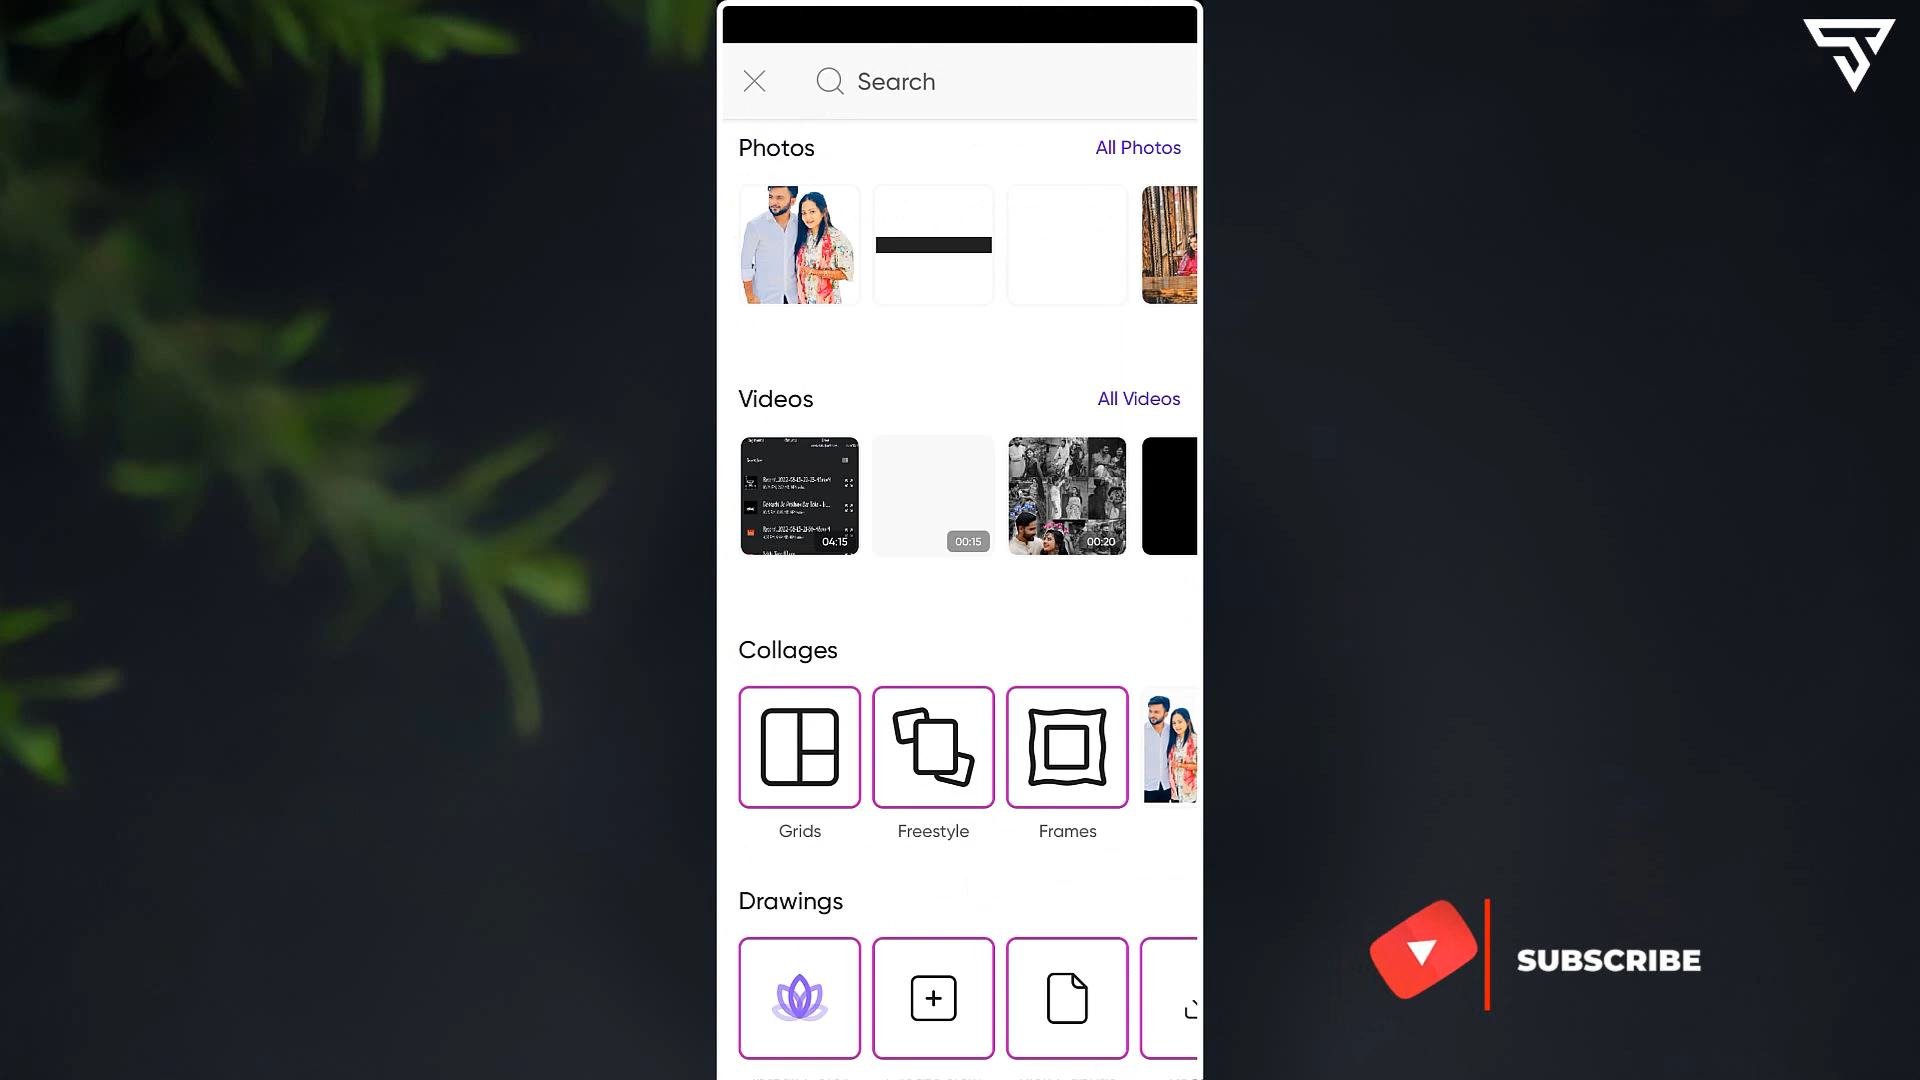 Search
Photos
All Photos
Videos
All Videos
04:15
00:15
00:20
Collages
Grids
Freestyle
Frames
Drawings
SUBSCRIBE